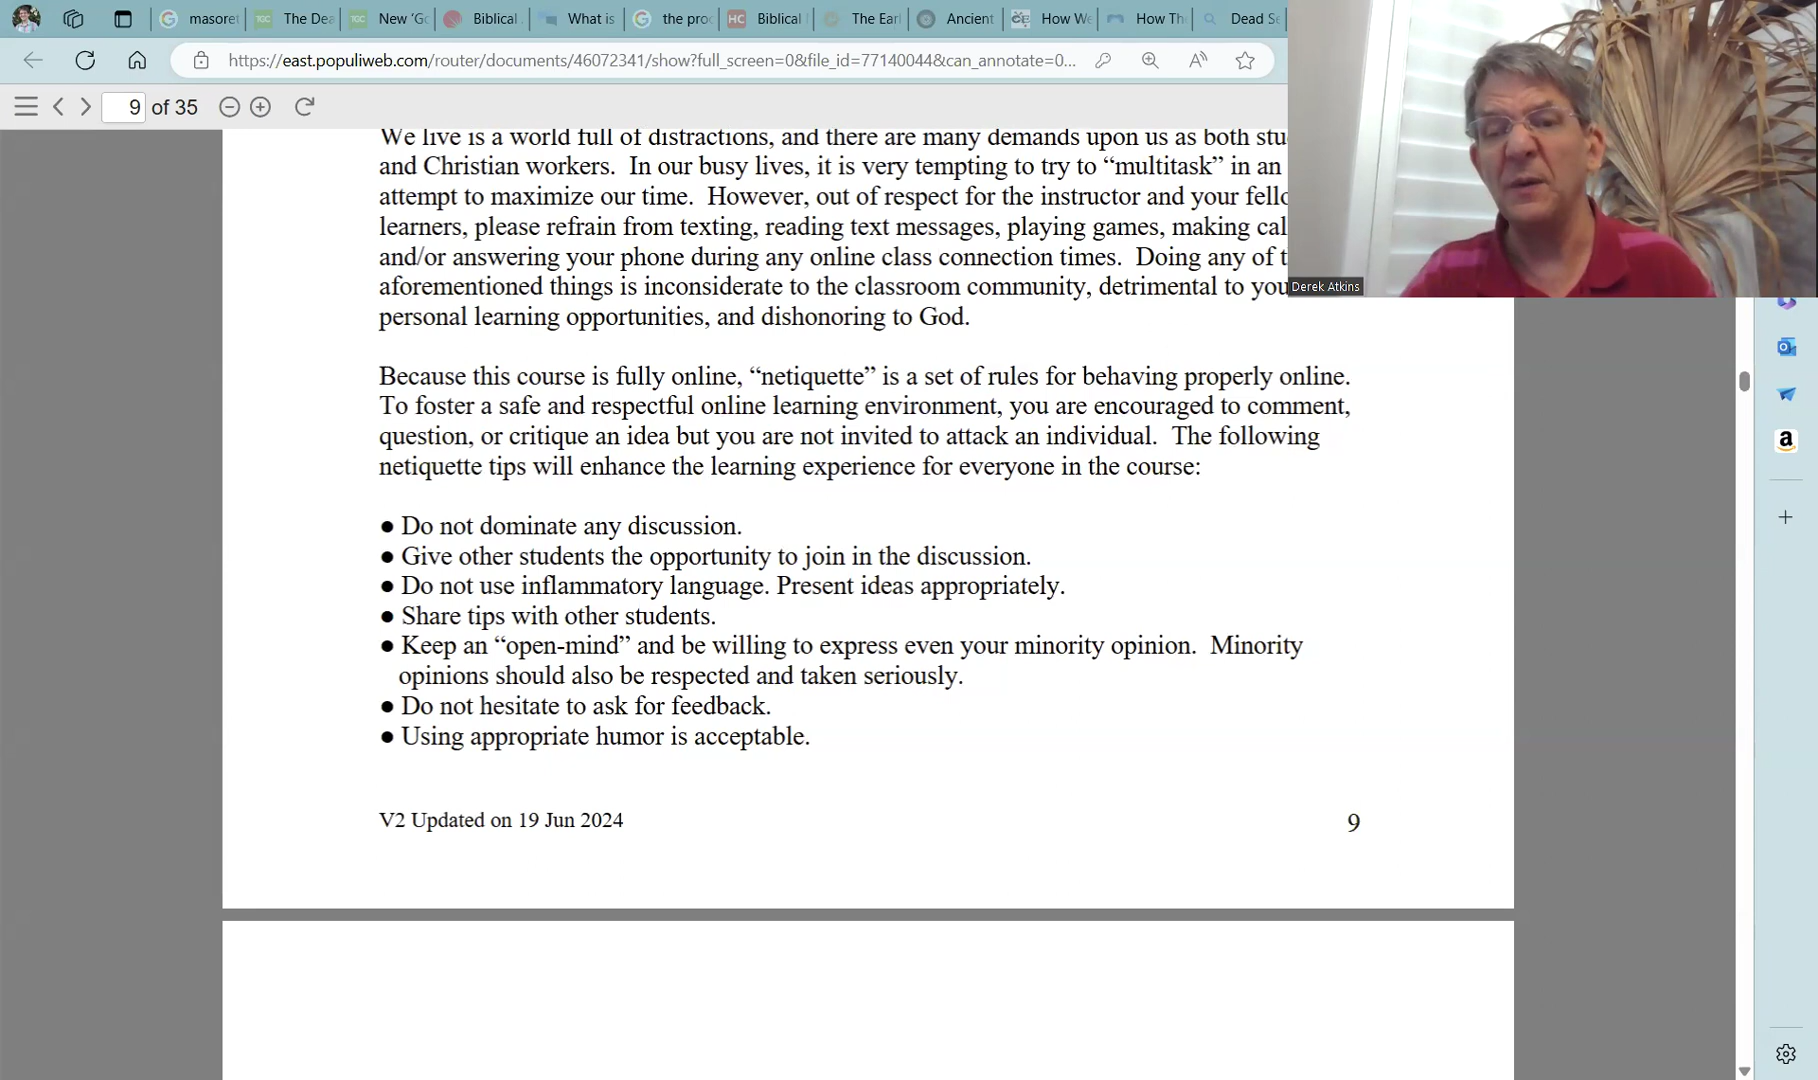 masoret
The Dea
New 'Go
Biblical
What is
the proc
Biblical
The Earl
Ancient
How We
How Th
Dead Se
https://east.populiweb.com/router/documents/46072341/show?full_screen=0&file_id=77140044&can_annotate=0...
9 of 35
We live is a world full of distractions, and there are many demands upon us as both stu
and Christian workers. In our busy lives, it is very tempting to try to “multitask” in an
attempt to maximize our time. However, out of respect for the instructor and your fello
learners, please refrain from texting, reading text messages, playing games, making cal
and/or answering your phone during any online class connection times. Doing any of t
aforementioned things is inconsiderate to the classroom community, detrimental to you
personal learning opportunities, and dishonoring to God.
Derek Atkins
Because this course is fully online, “netiquette” is a set of rules for behaving properly online.
To foster a safe and respectful online learning environment, you are encouraged to comment,
question, or critique an idea but you are not invited to attack an individual. The following
netiquette tips will enhance the learning experience for everyone in the course:
● Do not dominate any discussion.
● Give other students the opportunity to join in the discussion.
● Do not use inflammatory language. Present ideas appropriately.
● Share tips with other students.
● Keep an “open-mind” and be willing to express even your minority opinion. Minority
opinions should also be respected and taken seriously.
● Do not hesitate to ask for feedback.
● Using appropriate humor is acceptable.
V2 Updated on 19 Jun 2024
9